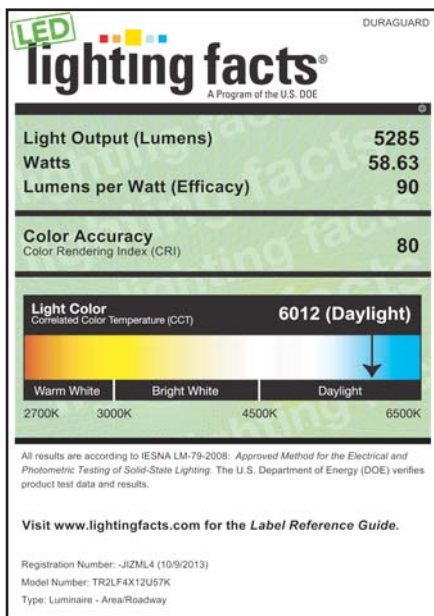 DURAGUARD
LED
lighting facts®
A Program of the U.S. DOE
Light Output (Lumens) 5285
Watts 58.63
Lumens per Watt (Efficacy) 90
Color Accuracy 80
Color Rendering Index (CRI)
Light Color 6012 (Daylight)
Correlated Color Temperature (CCT)
Warm White Bright White Daylight
2700K 3000K 4500K 6500K
All results are according to IESNA LM-79-2008: Approved Method for the Electrical and
Photometric Testing of Solid-State Lighting. The U.S. Department of Energy (DOE) verifies
product test data and results.
Visit www.lightingfacts.com for the Label Reference Guide.
Registration Number: -JIZML4 (10/9/2013)
Model Number: TR2LF4X12U57K
Type: Luminaire - Area/Roadway